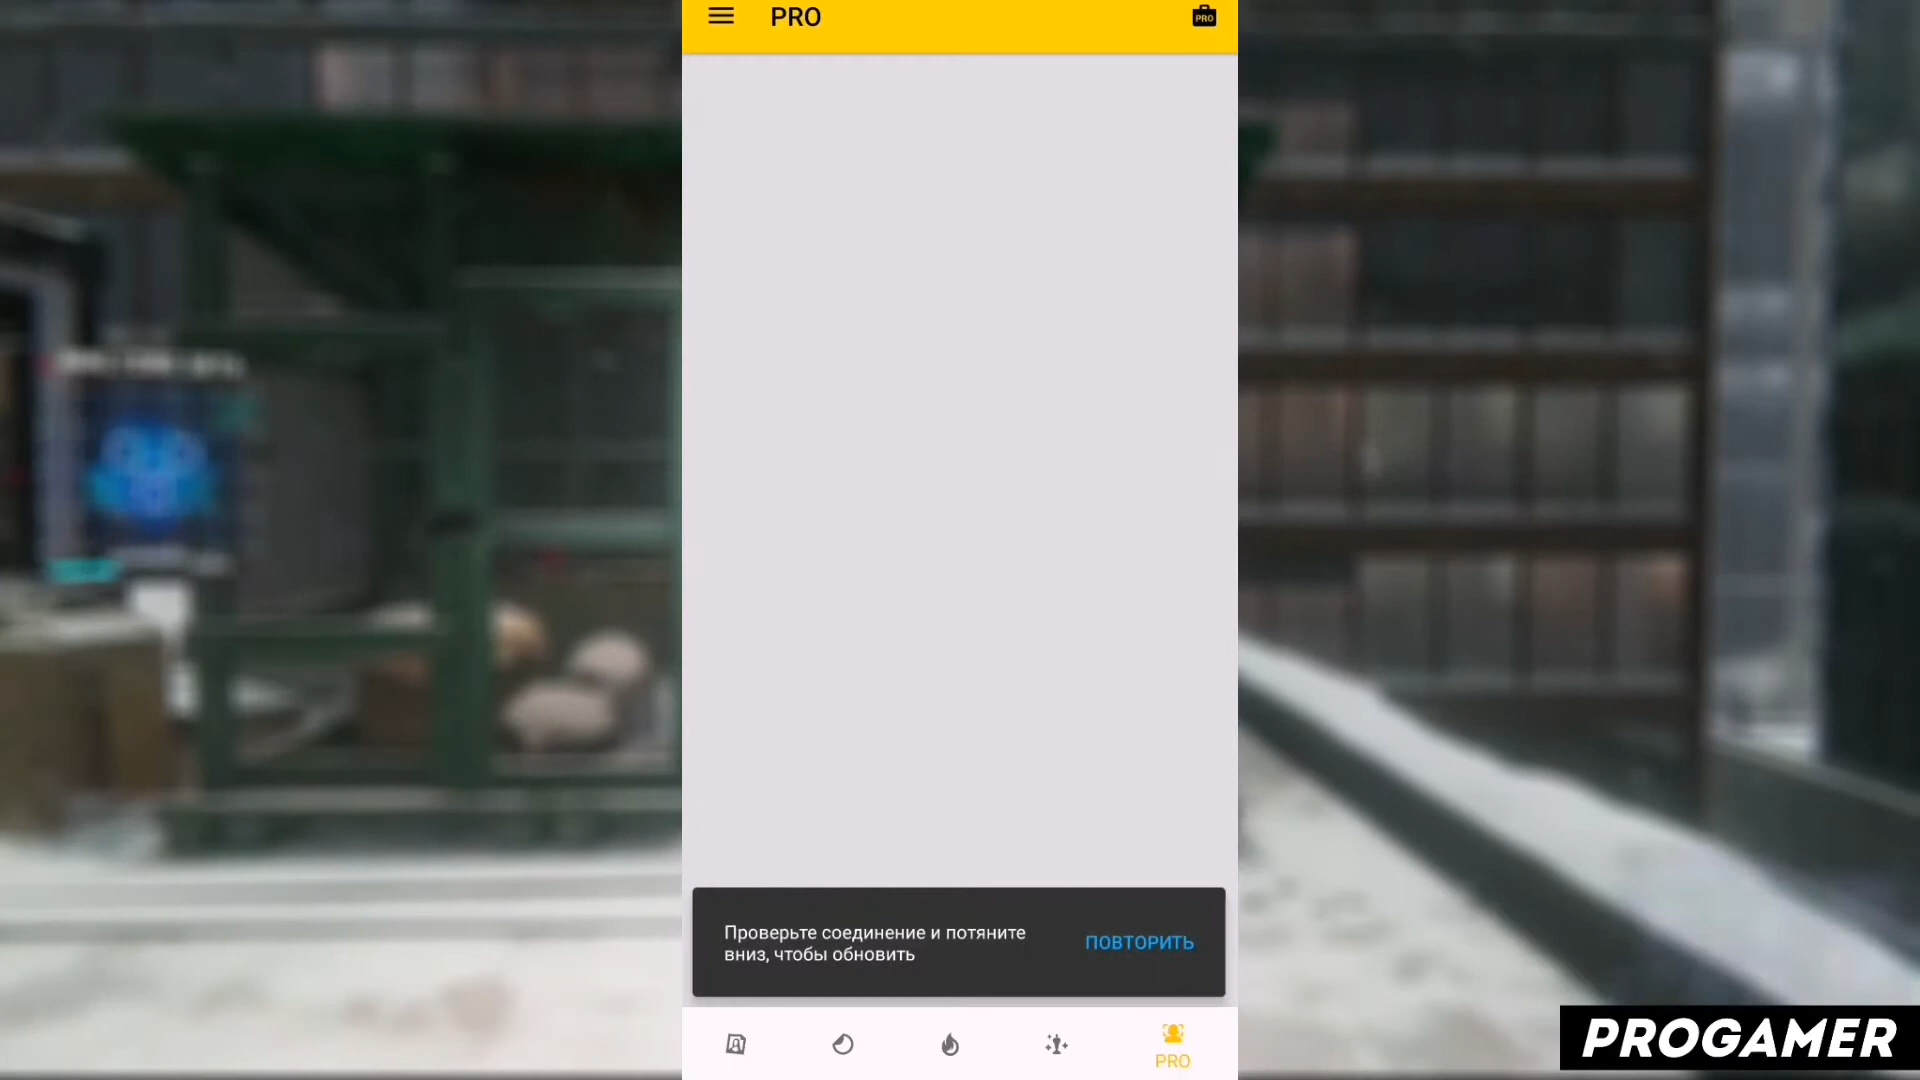 PRO
PRO
Проверьте соединение и потяните
вниз, чтобы обновить
ПОВТОРИТЬ
PRO
PROGAMER